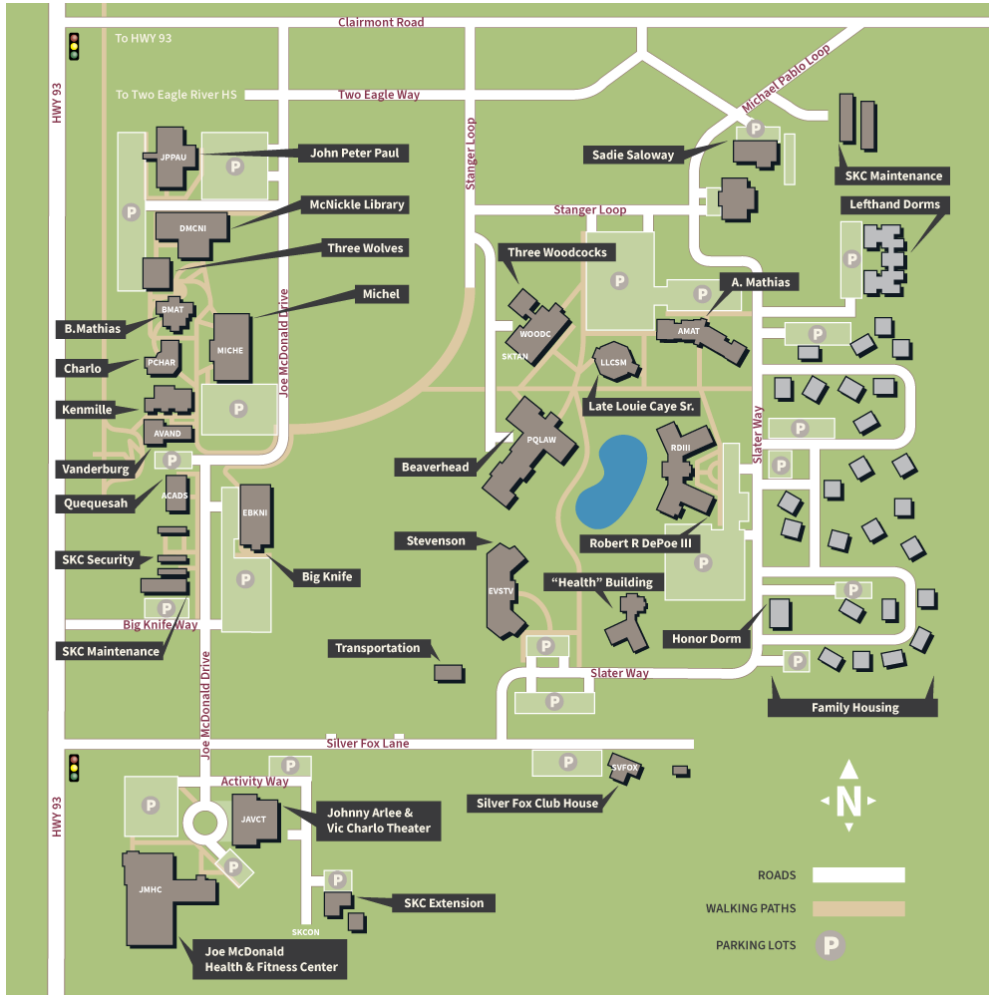 Clairmont Road
To HWY 93
HWY 93
To Two Eagle River HS
Two Eagle Way
Michael Pablo Loop
Stanger Loop
P
JPPAU
P
John Peter Paul
Sadie Saloway
SKC Maintenance
McNickle Library
P
DMCNI
Stanger Loop
Lefthand Dorms
Three Wolves
Three Woodcocks
P
P
A. Mathias
P
Michel
BMAT
B.Mathias
WOODC
SKTAN
AMAT
P
MICHE
PCHAR
Charlo
LLCSM
Joe McDonald Drive
Kenmille
P
Late Louie Caye Sr.
AVAND
Vanderburg
P
PQLAW
Beaverhead
RDIII
Slater Way
P
P
Quequesah
ACADS
EBKNI
Stevenson
Robert R DePoe III
SKC Security
P
Big Knife
P
"Health" Building
EVSTV
P
P
Big Knife Way
SKC Maintenance
Honor Dorm
Transportation
P
P
Slater Way
P
Family Housing
Joe McDonald Drive
Silver Fox Lane
P
P
SVFOX
Activity Way
HWY 93
P
JAVCT
Johnny Arlee &
Vic Charlo Theater
Silver Fox Club House
N
P
P
JMHC
SKC Extension
SKCON
Joe McDonald
Health & Fitness Center
ROADS
WALKING PATHS
PARKING LOTS
P